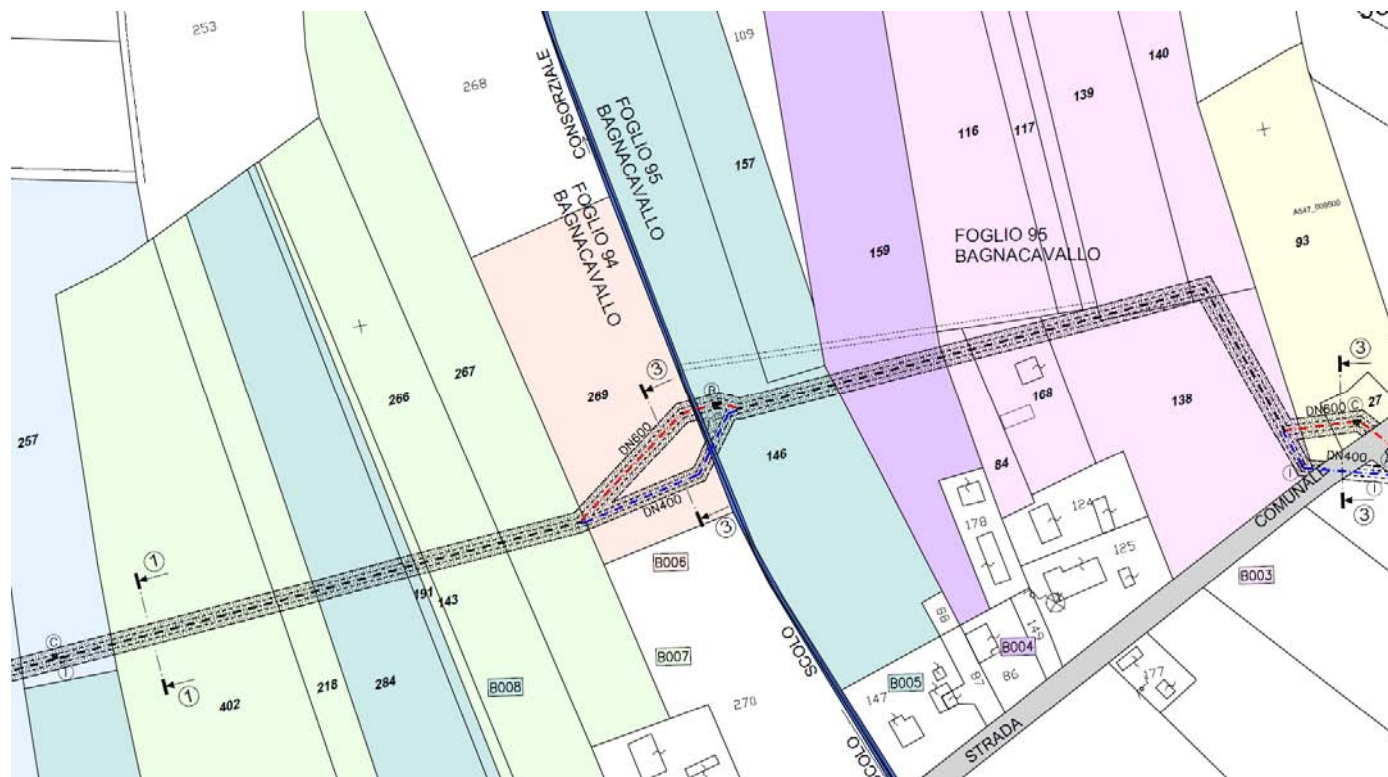 253
268
109
CONSORZIALE
FOGLIO 95
BAGNACAVALLO
FOGLIO 94
BAGNACAVALLO
157
116
117
139
140
159
FOGLIO 95
BAGNACAVALLO
A547_009500
93
257
266
267
269
3
B
DN600
DN400
3
146
168
138
84
3
DN600
C
27
DN400
I
I
3
COMUNALE
178
124
125
B006
B003
1
191
143
C
I
1
402
218
284
B008
B007
270
SCOLO
88
87
149
B004
86
B005
147
177
STRADA
SCOLO